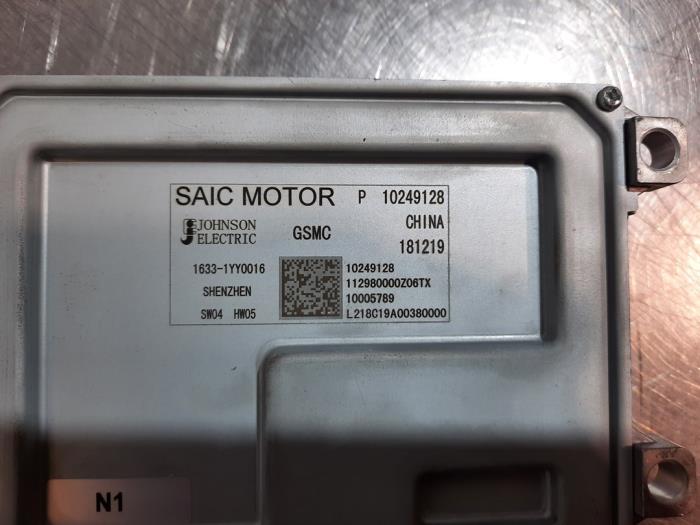 SAIC MOTOR P 10249128
JOHNSON ELECTRIC GSMC CHINA
181219
1633-1YY0016
SHENZHEN
SW04 HW05
10249128
112980000Z06TX
10005789
L218C19A00380000
N1